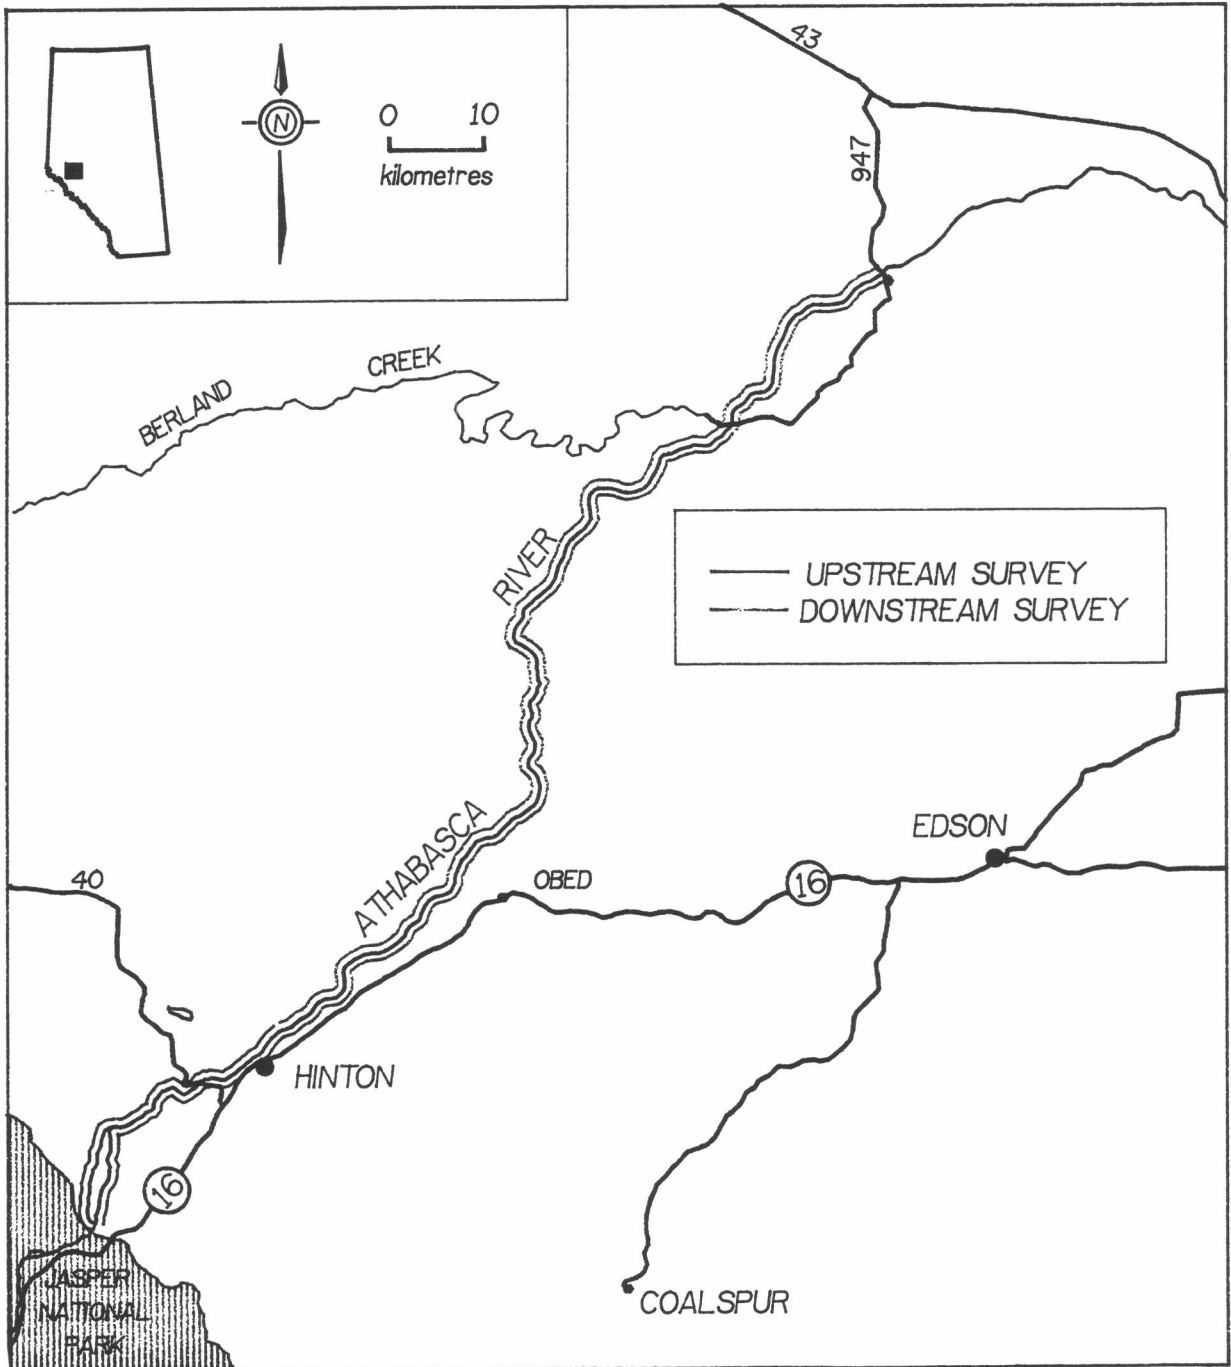 43
N
0 10
kilometres
947
CREEK
BERLAND
RIVER
UPSTREAM SURVEY
DOWNSTREAM SURVEY
EDSON
ATHABASCA
40
OBED
16
HINTON
16
JASPER
NATIONAL
PARK
COALSPUR